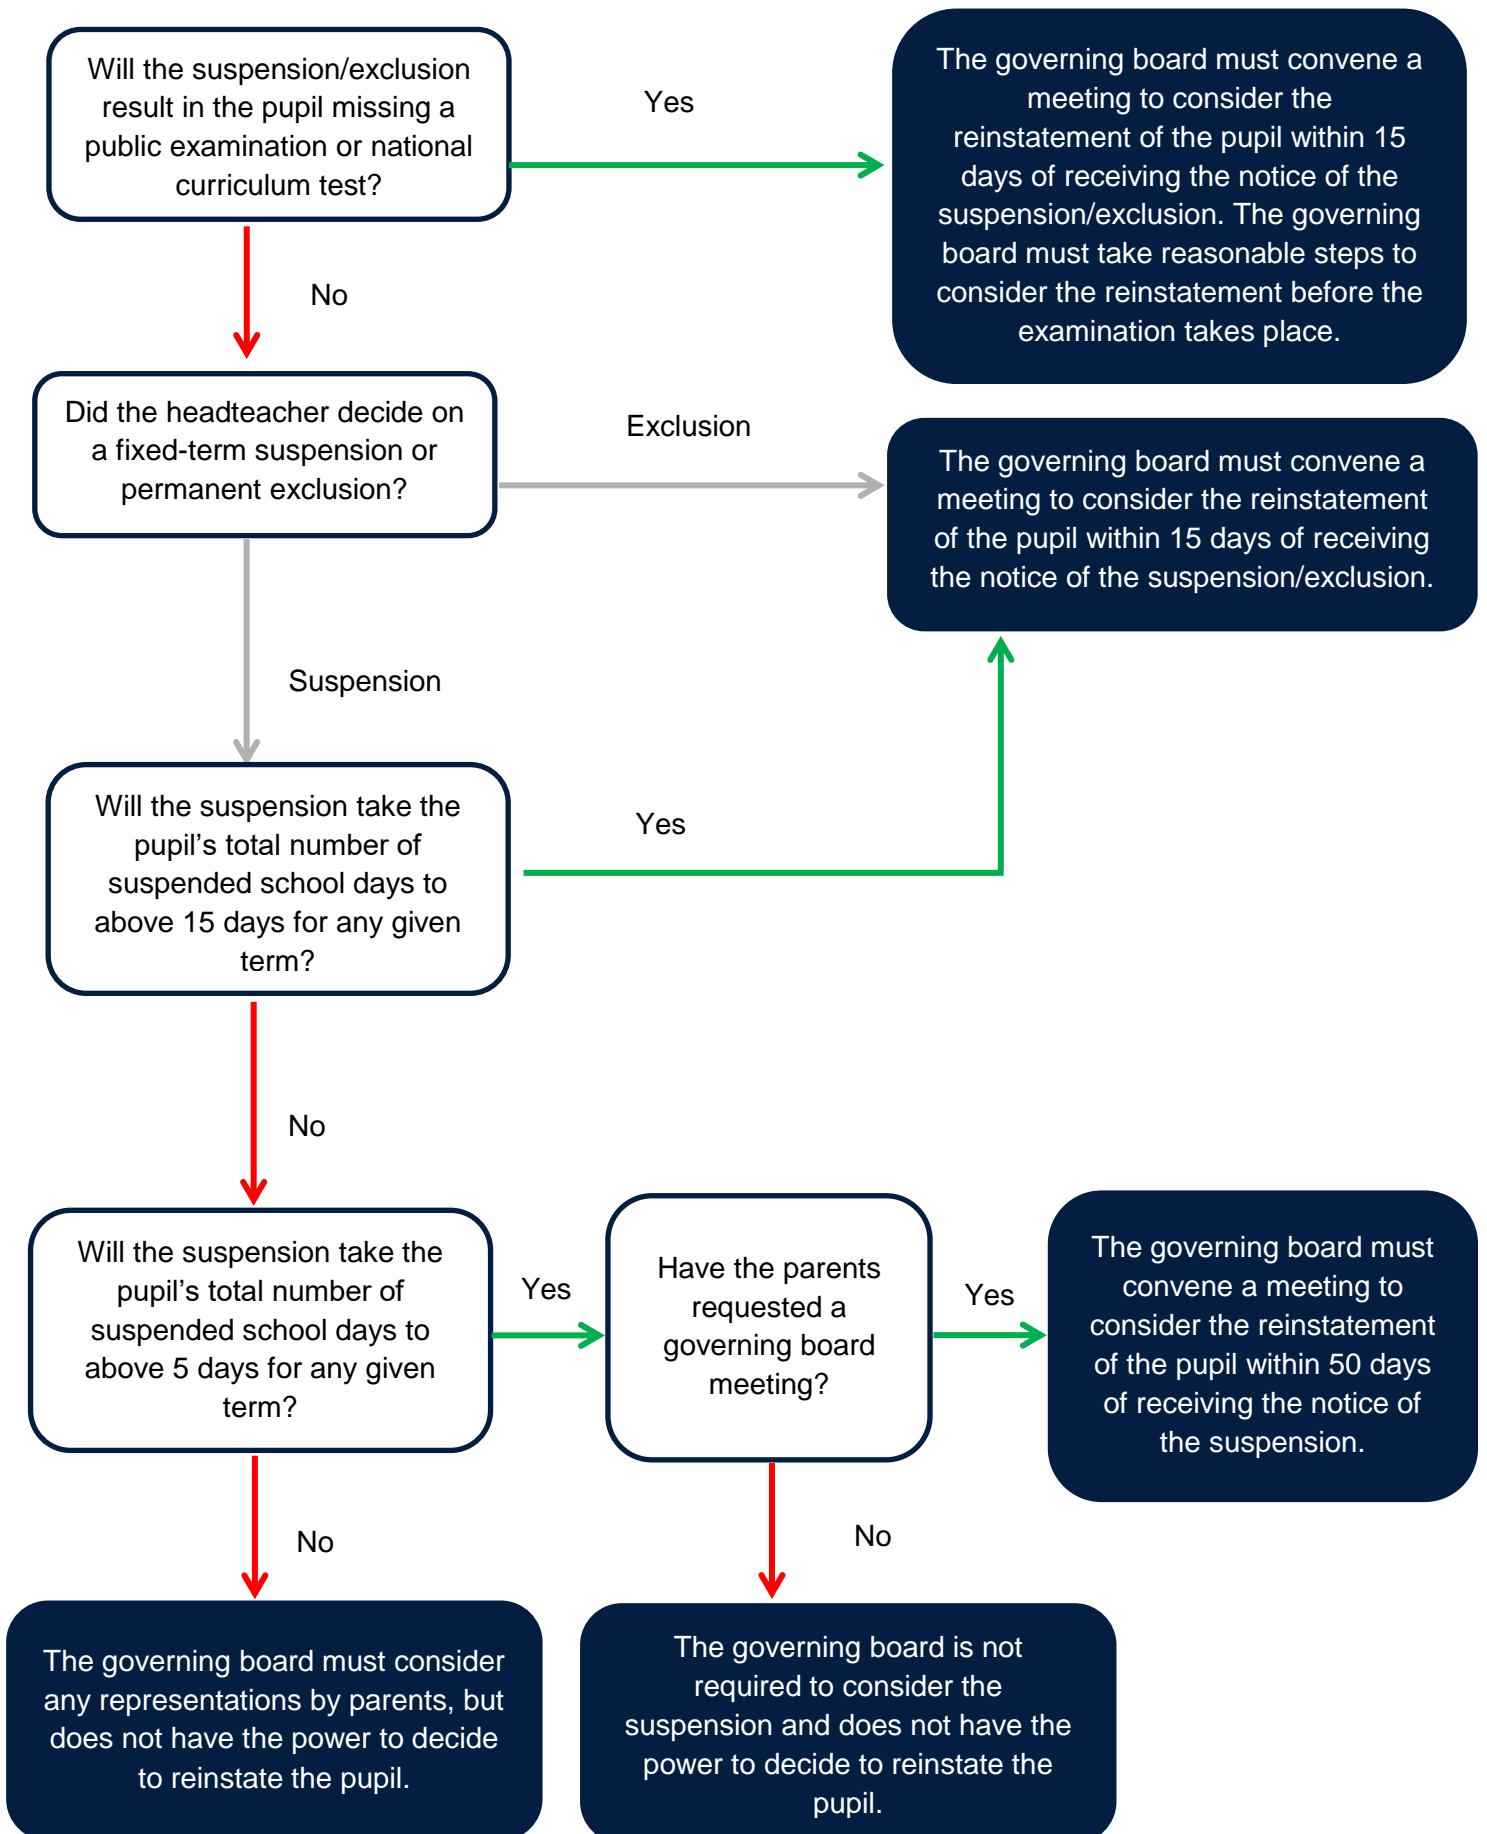 Will the suspension/exclusion
result in the pupil missing a
public examination or national
curriculum test?
Yes
The governing board must convene a
meeting to consider the
reinstatement of the pupil within 15
days of receiving the notice of the
suspension/exclusion. The governing
board must take reasonable steps to
consider the reinstatement before the
examination takes place.
No
Did the headteacher decide on
a fixed-term suspension or
permanent exclusion?
Exclusion
The governing board must convene a
meeting to consider the reinstatement
of the pupil within 15 days of receiving
the notice of the suspension/exclusion.
Suspension
Will the suspension take the
pupil’s total number of
suspended school days to
above 15 days for any given
term?
Yes
No
Will the suspension take the
pupil’s total number of
suspended school days to
above 5 days for any given
term?
Yes
Have the parents
requested a
governing board
meeting?
Yes
The governing board must
convene a meeting to
consider the reinstatement
of the pupil within 50 days
of receiving the notice of
the suspension.
No
No
The governing board must consider
any representations by parents, but
does not have the power to decide
to reinstate the pupil.
The governing board is not
required to consider the
suspension and does not have the
power to decide to reinstate the
pupil.